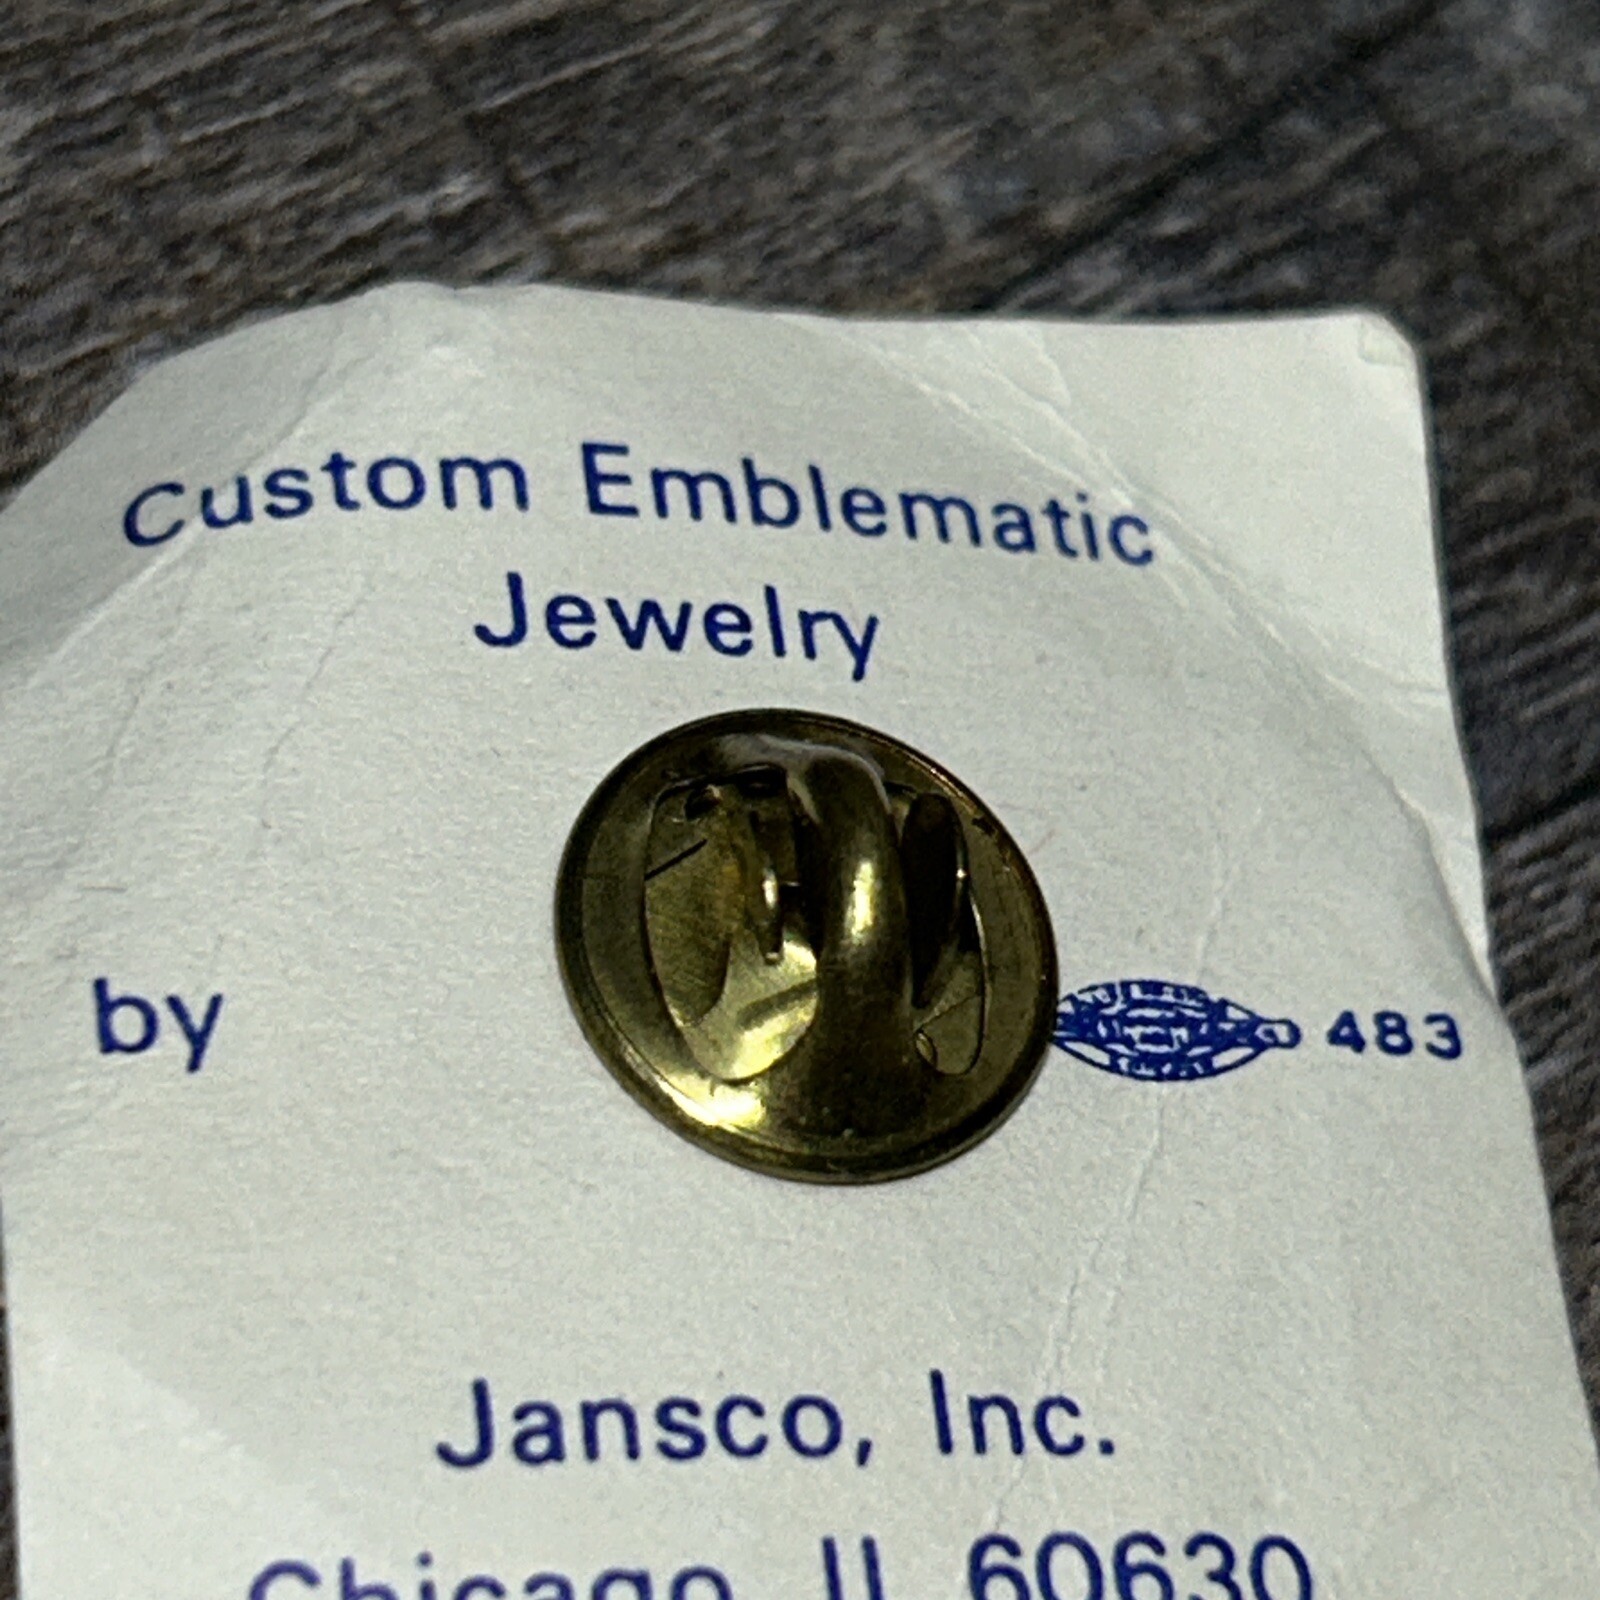 Custom Emblematic
Jewelry
by
483
Jansco, Inc.
Chicago, IL 60630